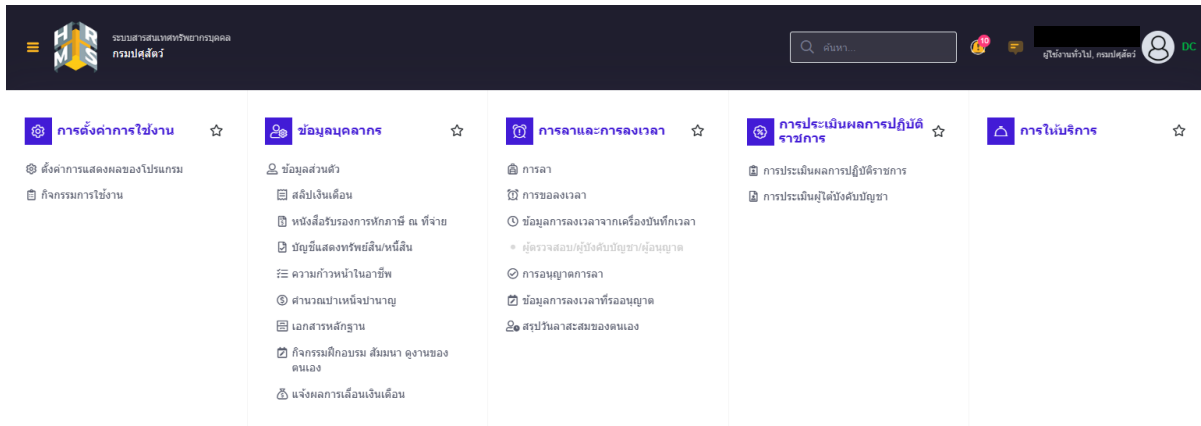 HR
MS
ระบบสารสนเทศทรัพยากรบุคคล
กรมปศุสัตว์
ค้นหา...
10
ผู้ใช้งานทั่วไป, กรมปศุสัตว์
DC
การตั้งค่าการใช้งาน
ตั้งค่าการแสดงผลของโปรแกรม
กิจกรรมการใช้งาน
ข้อมูลบุคลากร
ข้อมูลส่วนตัว
สลิปเงินเดือน
หนังสือรับรองการหักภาษี ณ ที่จ่าย
บัญชีแสดงทรัพย์สิน/หนี้สิน
ความก้าวหน้าในอาชีพ
คำนวณบำเหน็จบำนาญ
เอกสารหลักฐาน
กิจกรรมฝึกอบรม สัมมนา ดูงานของ
ตนเอง
แจ้งผลการเลื่อนเงินเดือน
การลาและการลงเวลา
การลา
การขอลงเวลา
ข้อมูลการลงเวลาจากเครื่องบันทึกเวลา
ผู้ตรวจสอบ/ผู้บังคับบัญชา/ผู้อนุญาต
การอนุญาตการลา
ข้อมูลการลงเวลาที่รออนุญาต
สรุปวันลาสะสมของตนเอง
การประเมินผลการปฏิบัติ
ราชการ
การประเมินผลการปฏิบัติราชการ
การประเมินผู้ใต้บังคับบัญชา
การให้บริการ